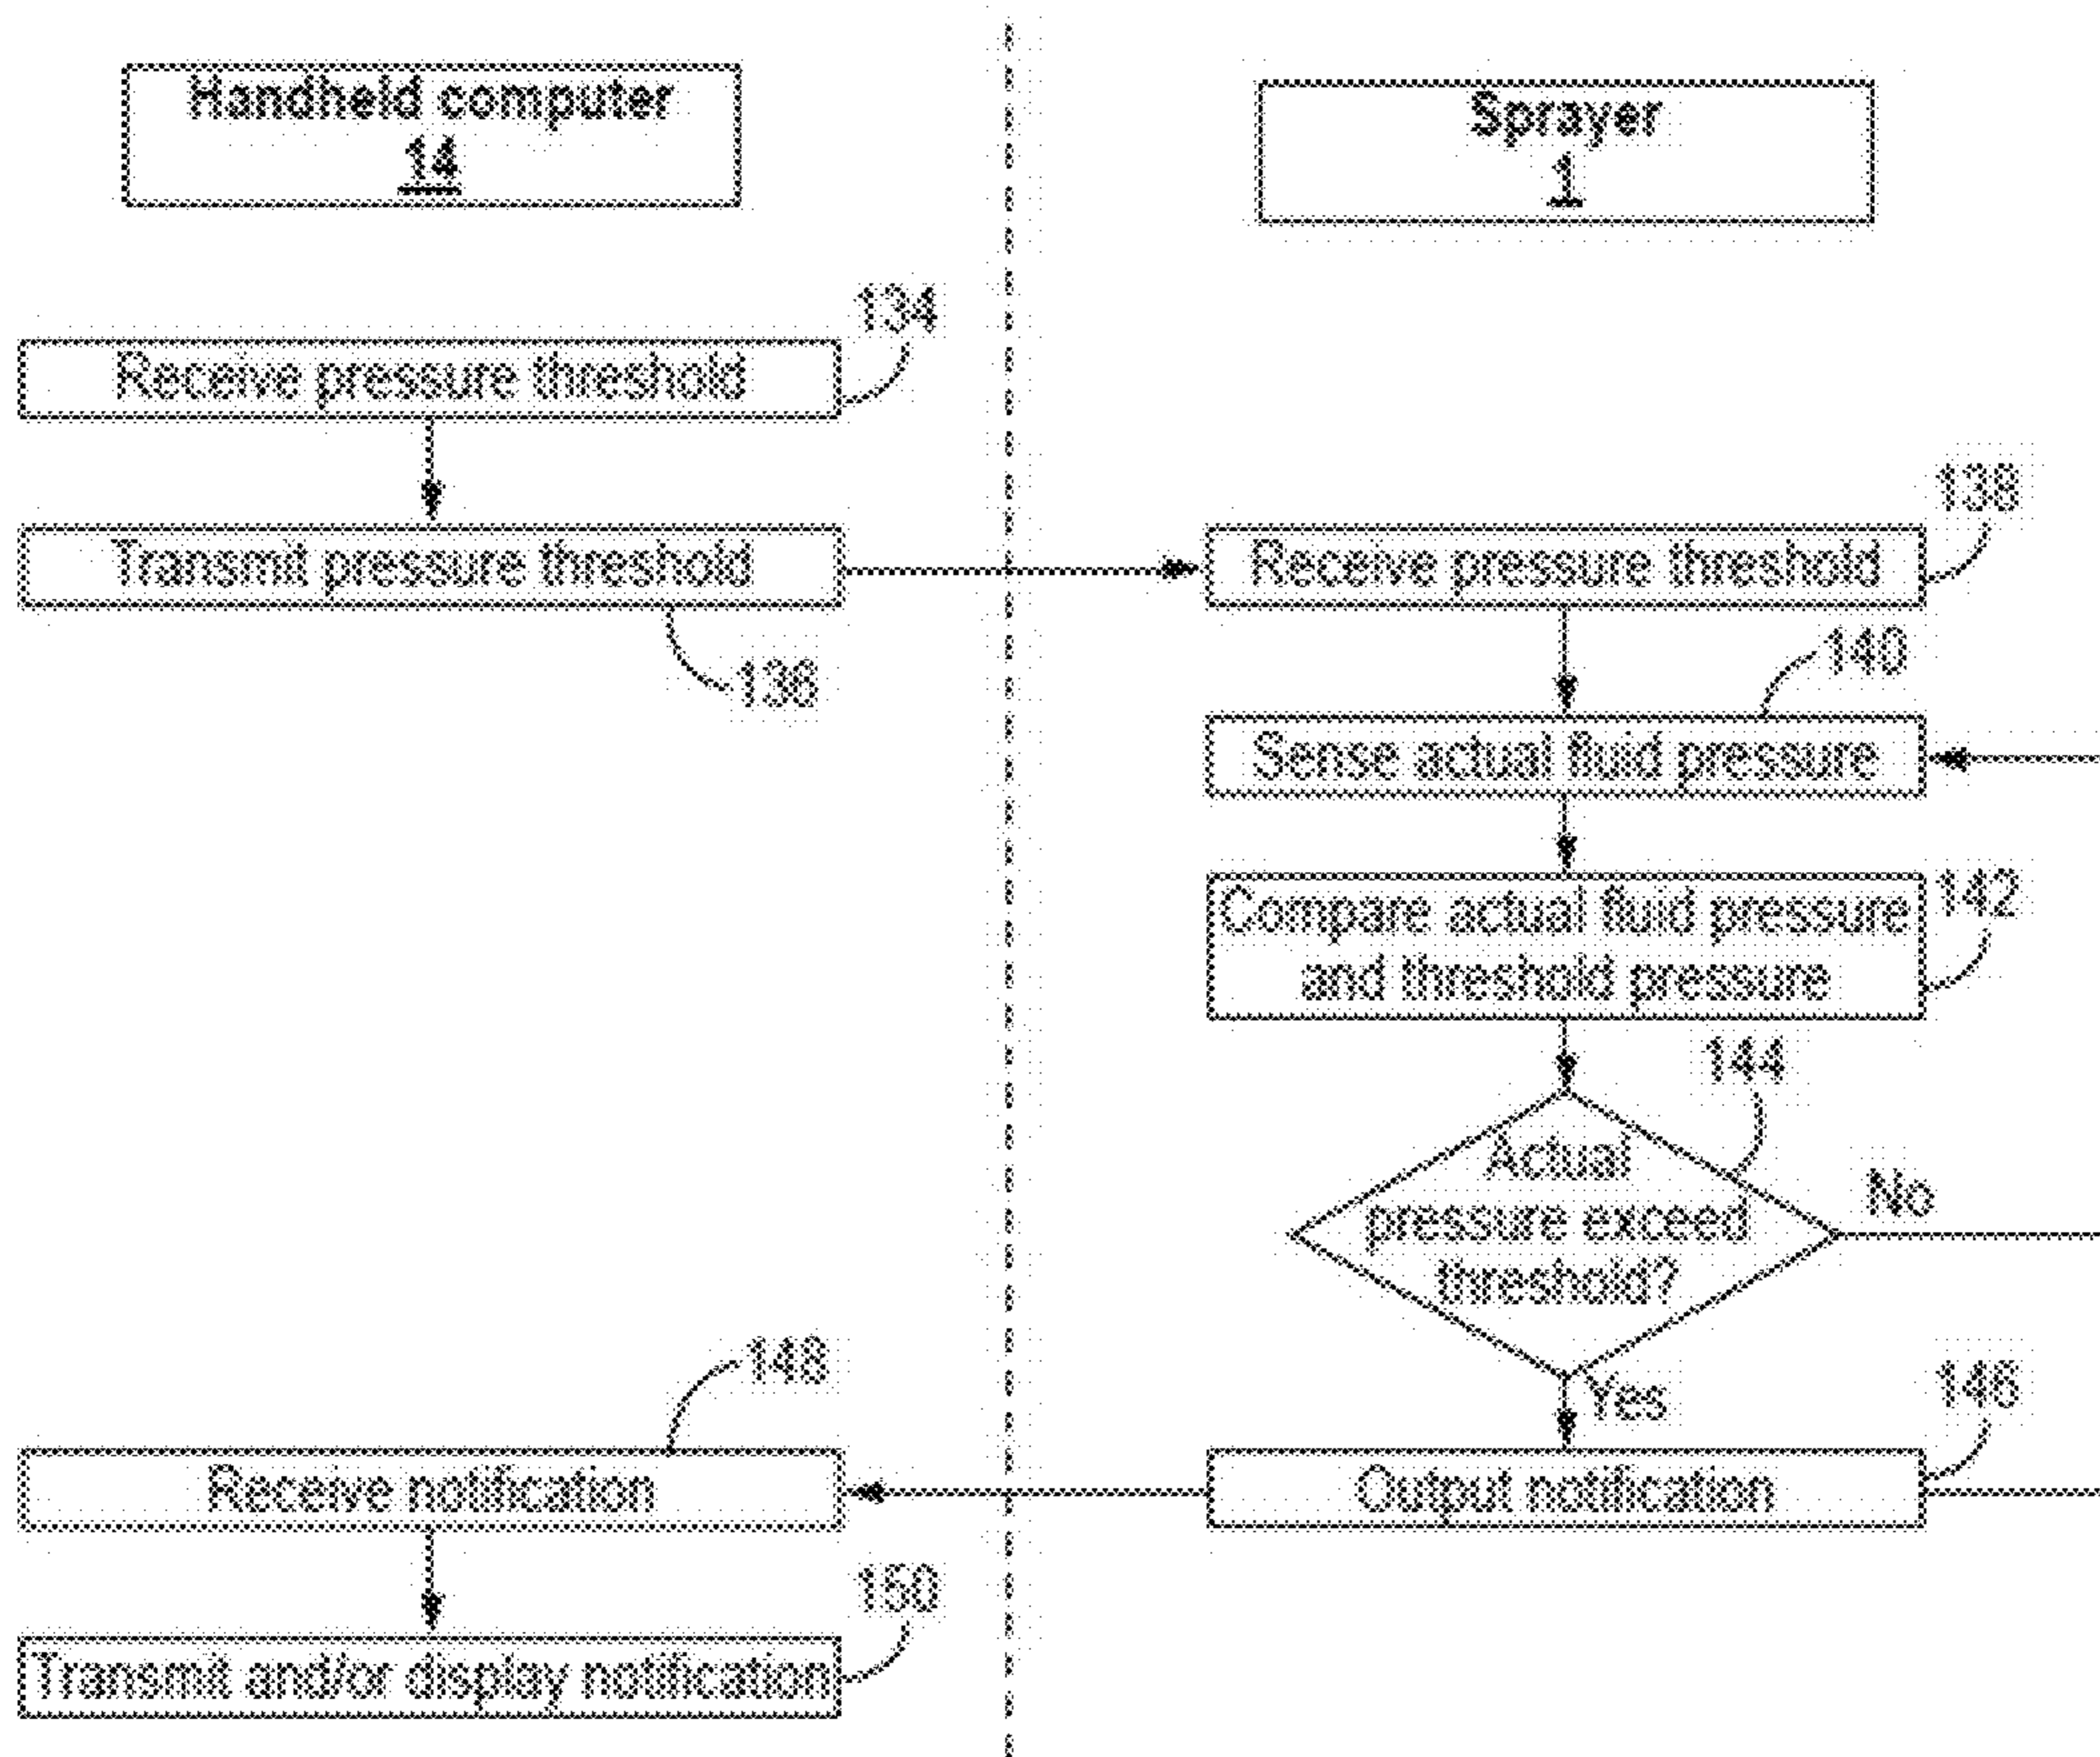 Handheld computer
14
Sprayer
1
134
Receive pressure threshold
138
Transmit pressure threshold
Receive pressure threshold
136
140
Sense actual fluid pressure
142
Compare actual fluid pressure
and threshold pressure
144
Actual
pressure exceed
threshold?
No
Yes
148
146
Receive notification
Output notification
150
Transmit and/or display notification